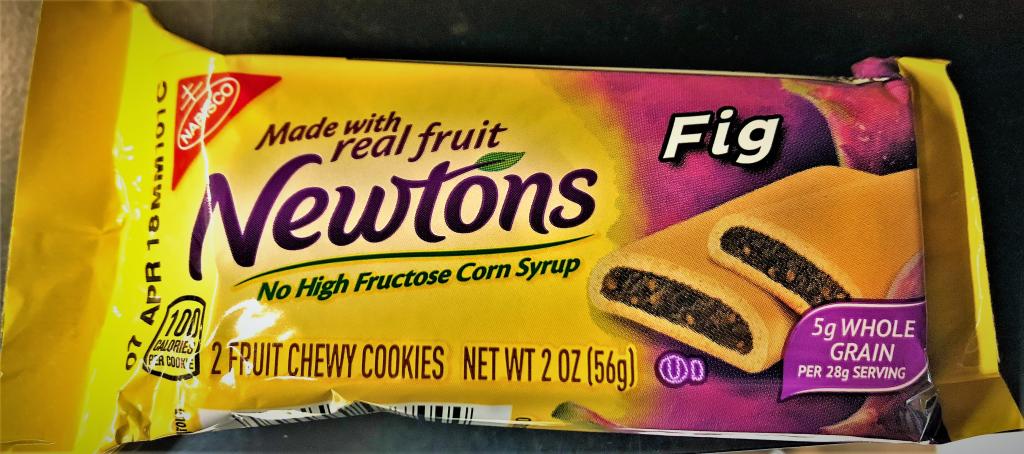 07 APR 18MM101C
NABISCO
Made with
real fruit
Newtons
No High Fructose Corn Syrup
Fig
100
CALORIES
PER COOKIE
2 FRUIT CHEWY COOKIES NET WT 2 OZ (56g)
5g WHOLE
GRAIN
PER 28g SERVING